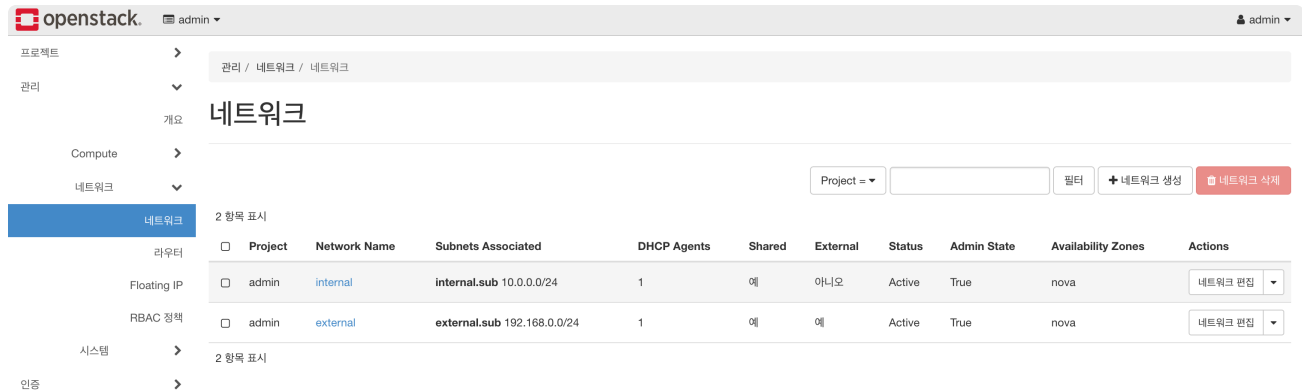 openstack. admin admin
프로젝트
관리
개요
Compute
네트워크
네트워크
라우터
Floating IP
RBAC 정책
시스템
인증
관리 / 네트워크 / 네트워크
네트워크
Project = 필터 네트워크 생성 네트워크 삭제
2 항목 표시
Project Network Name Subnets Associated DHCP Agents Shared External Status Admin State Availability Zones Actions
admin internal internal.sub 10.0.0.0/24 1 예 아니오 Active True nova 네트워크 편집
admin external external.sub 192.168.0.0/24 1 예 예 Active True nova 네트워크 편집
2 항목 표시